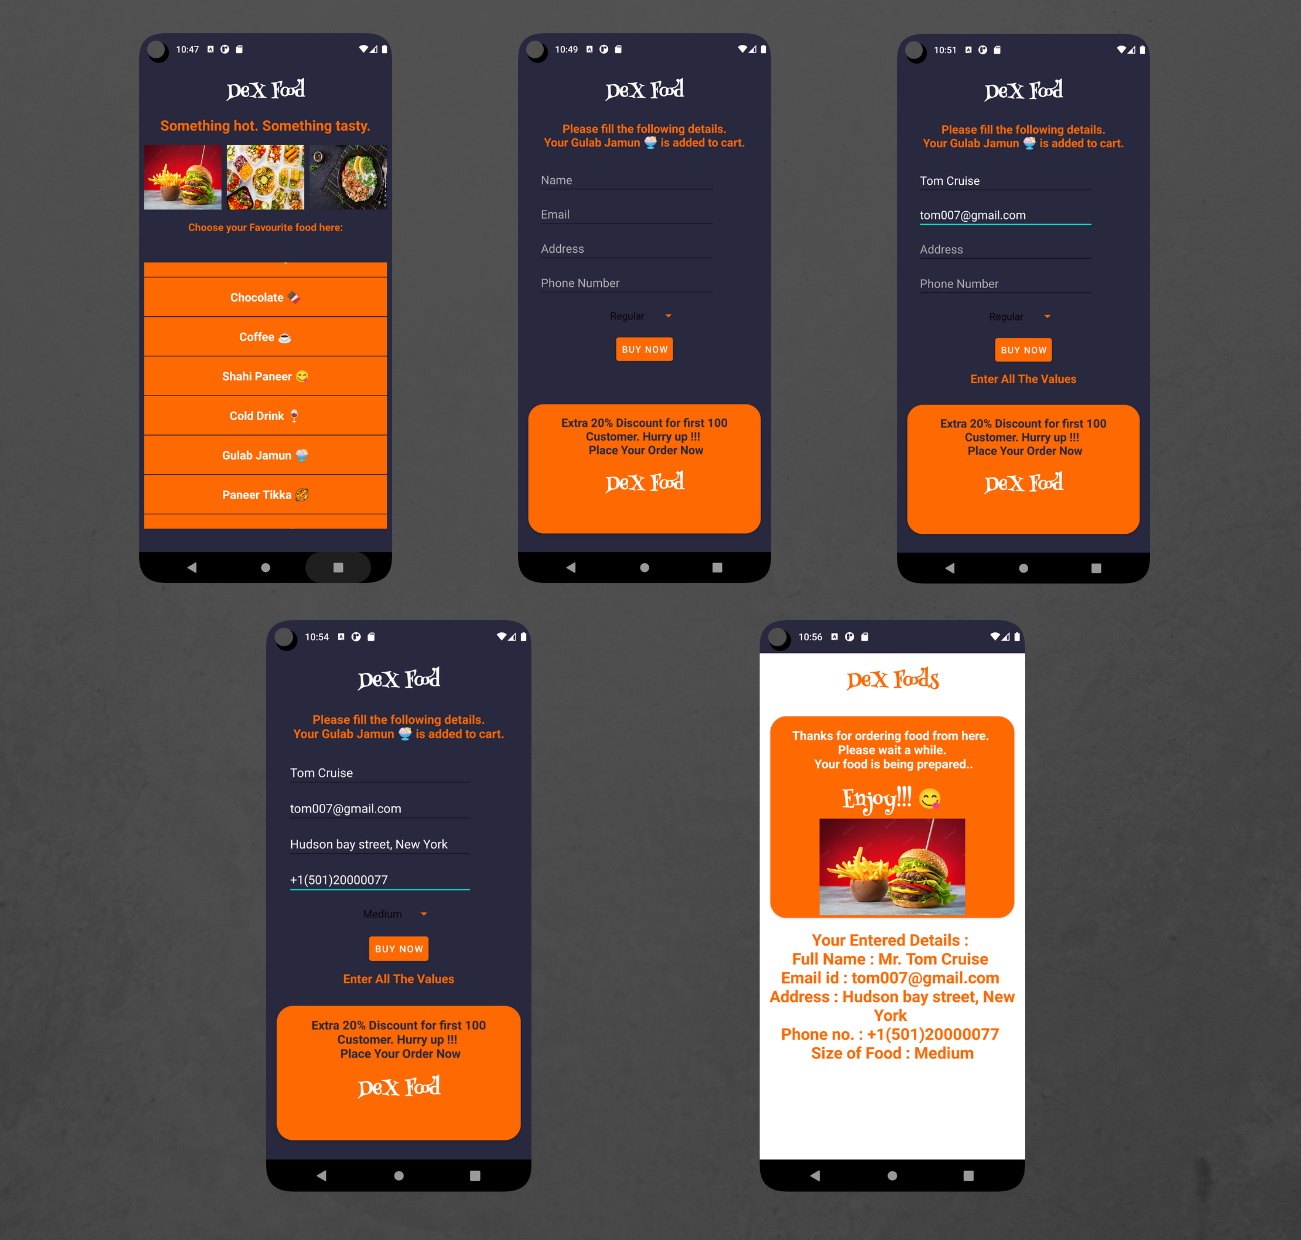 10:47
DeX Food
Something hot. Something tasty.
Choose your Favourite food here:
Chocolate 🍫
Coffee ☕
Shahi Paneer 😋
Cold Drink 🍷
Gulab Jamun 🍧
Paneer Tikka 🥘
10:49
DeX Food
Please fill the following details.
Your Gulab Jamun 🍧 is added to cart.
Name
Email
Address
Phone Number
Regular
BUY NOW
Extra 20% Discount for first 100
Customer. Hurry up !!!
Place Your Order Now
DeX Food
10:51
DeX Food
Please fill the following details.
Your Gulab Jamun 🍧 is added to cart.
Tom Cruise
tom007@gmail.com
Address
Phone Number
Regular
BUY NOW
Enter All The Values
Extra 20% Discount for first 100
Customer. Hurry up !!!
Place Your Order Now
DeX Food
10:54
DeX Food
Please fill the following details.
Your Gulab Jamun 🍧 is added to cart.
Tom Cruise
tom007@gmail.com
Hudson bay street, New York
+1(501)20000077
Medium
BUY NOW
Enter All The Values
Extra 20% Discount for first 100
Customer. Hurry up !!!
Place Your Order Now
DeX Food
10:56
DeX Foods
Thanks for ordering food from here.
Please wait a while.
Your food is being prepared..
Enjoy!!! 😋
Your Entered Details :
Full Name : Mr. Tom Cruise
Email id : tom007@gmail.com
Address : Hudson bay street, New
York
Phone no. : +1(501)20000077
Size of Food : Medium